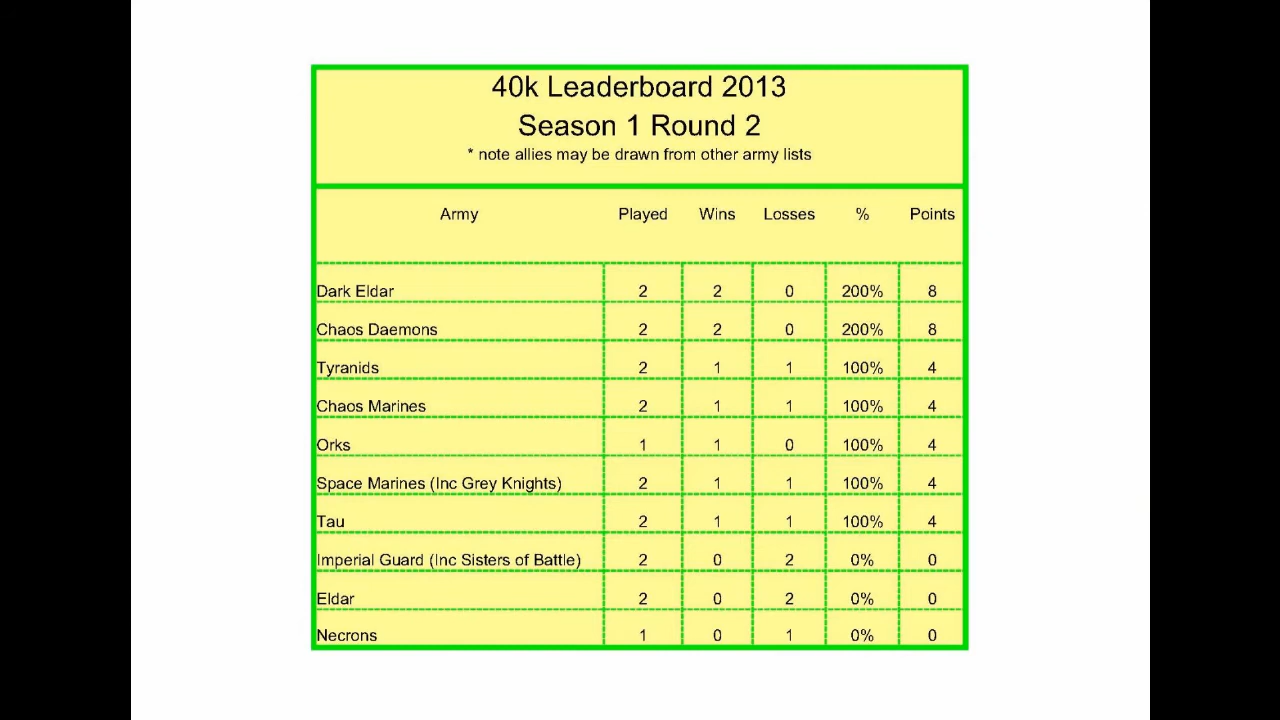 40k Leaderboard 2013
Season 1 Round 2
* note allies may be drawn from other army lists
Army Played Wins Losses % Points
Dark Eldar 2 2 0 200% 8
Chaos Daemons 2 2 0 200% 8
Tyranids 2 1 1 100% 4
Chaos Marines 2 1 1 100% 4
Orks 1 1 0 100% 4
Space Marines (Inc Grey Knights) 2 1 1 100% 4
Tau 2 1 1 100% 4
Imperial Guard (Inc Sisters of Battle) 2 0 2 0% 0
Eldar 2 0 2 0% 0
Necrons 1 0 1 0% 0